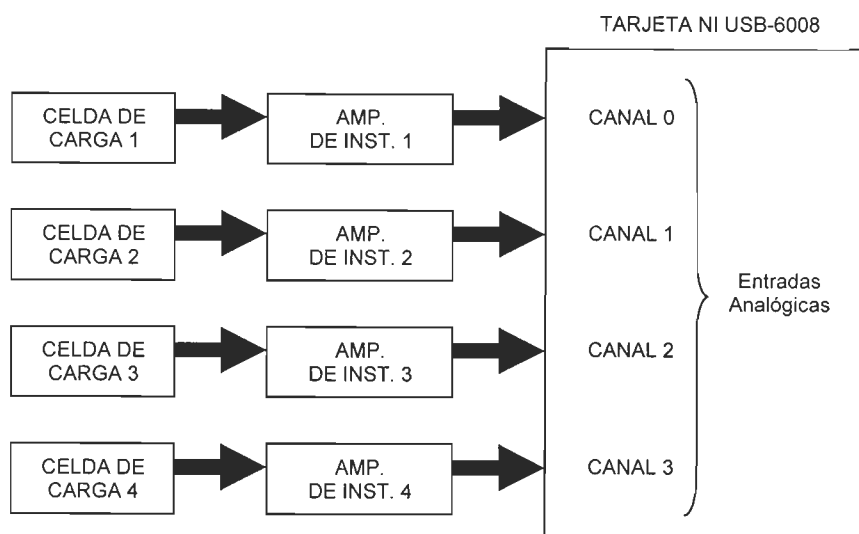 TARJETA NI USB-6008
CELDA DE
CARGA 1
AMP.
DE INST. 1
CANAL 0
CELDA DE
CARGA 2
AMP.
DE INST. 2
CANAL 1
Entradas
Analógicas
CELDA DE
CARGA 3
AMP.
DE INST. 3
CANAL 2
CELDA DE
CARGA 4
AMP.
DE INST. 4
CANAL 3